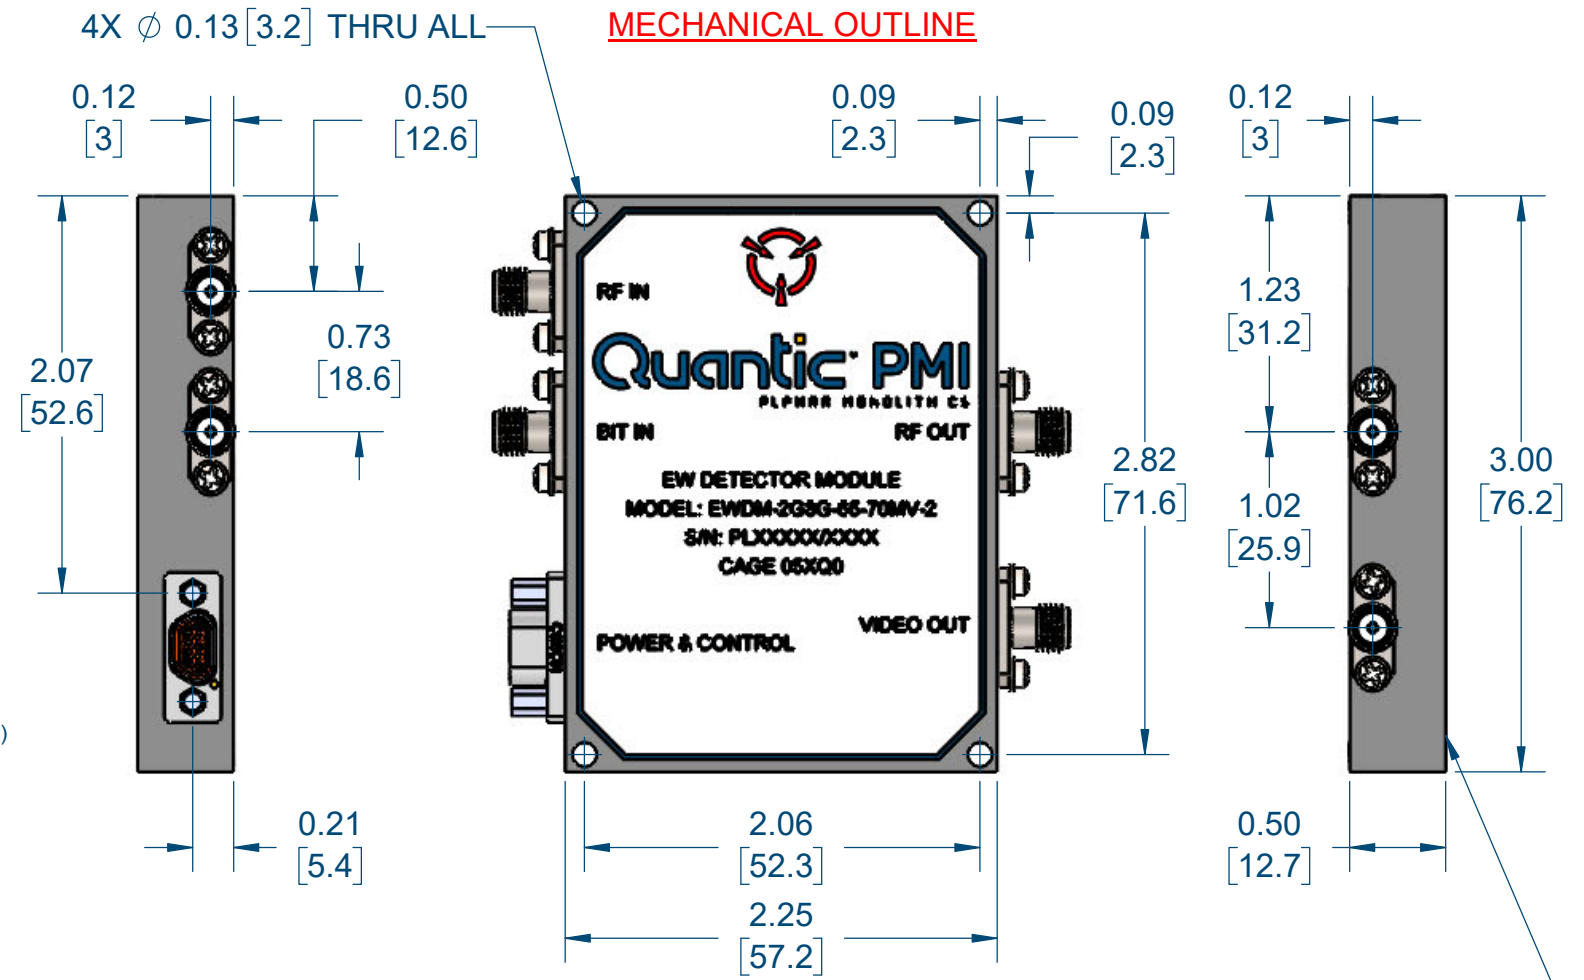 4X ∅ 0.13 [3.2] THRU ALL
MECHANICAL OUTLINE
0.12
[3]
0.50
[12.6]
0.09
[2.3]
0.09
[2.3]
0.12
[3]
2.07
[52.6]
0.73
[18.6]
RF IN
Quantic PMI
PLANAR MONOLITHICS
BIT IN
RF OUT
EW DETECTOR MODULE
MODEL: EWDM-2G8G-65-70MV-2
S/N: PLXXXXX/XXXX
CAGE 05XQ0
VIDEO OUT
POWER & CONTROL
1.23
[31.2]
2.82
[71.6]
1.02
[25.9]
3.00
[76.2]
)
0.21
[5.4]
2.06
[52.3]
2.25
[57.2]
0.50
[12.7]